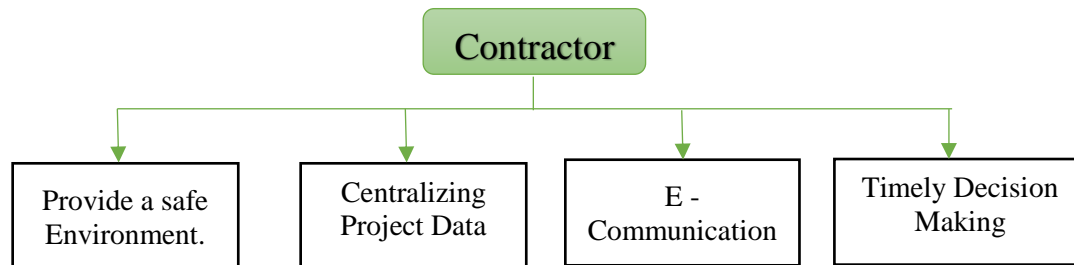 Contractor
Provide a safe
Environment.
Centralizing
Project Data
E -
Communication
Timely Decision
Making